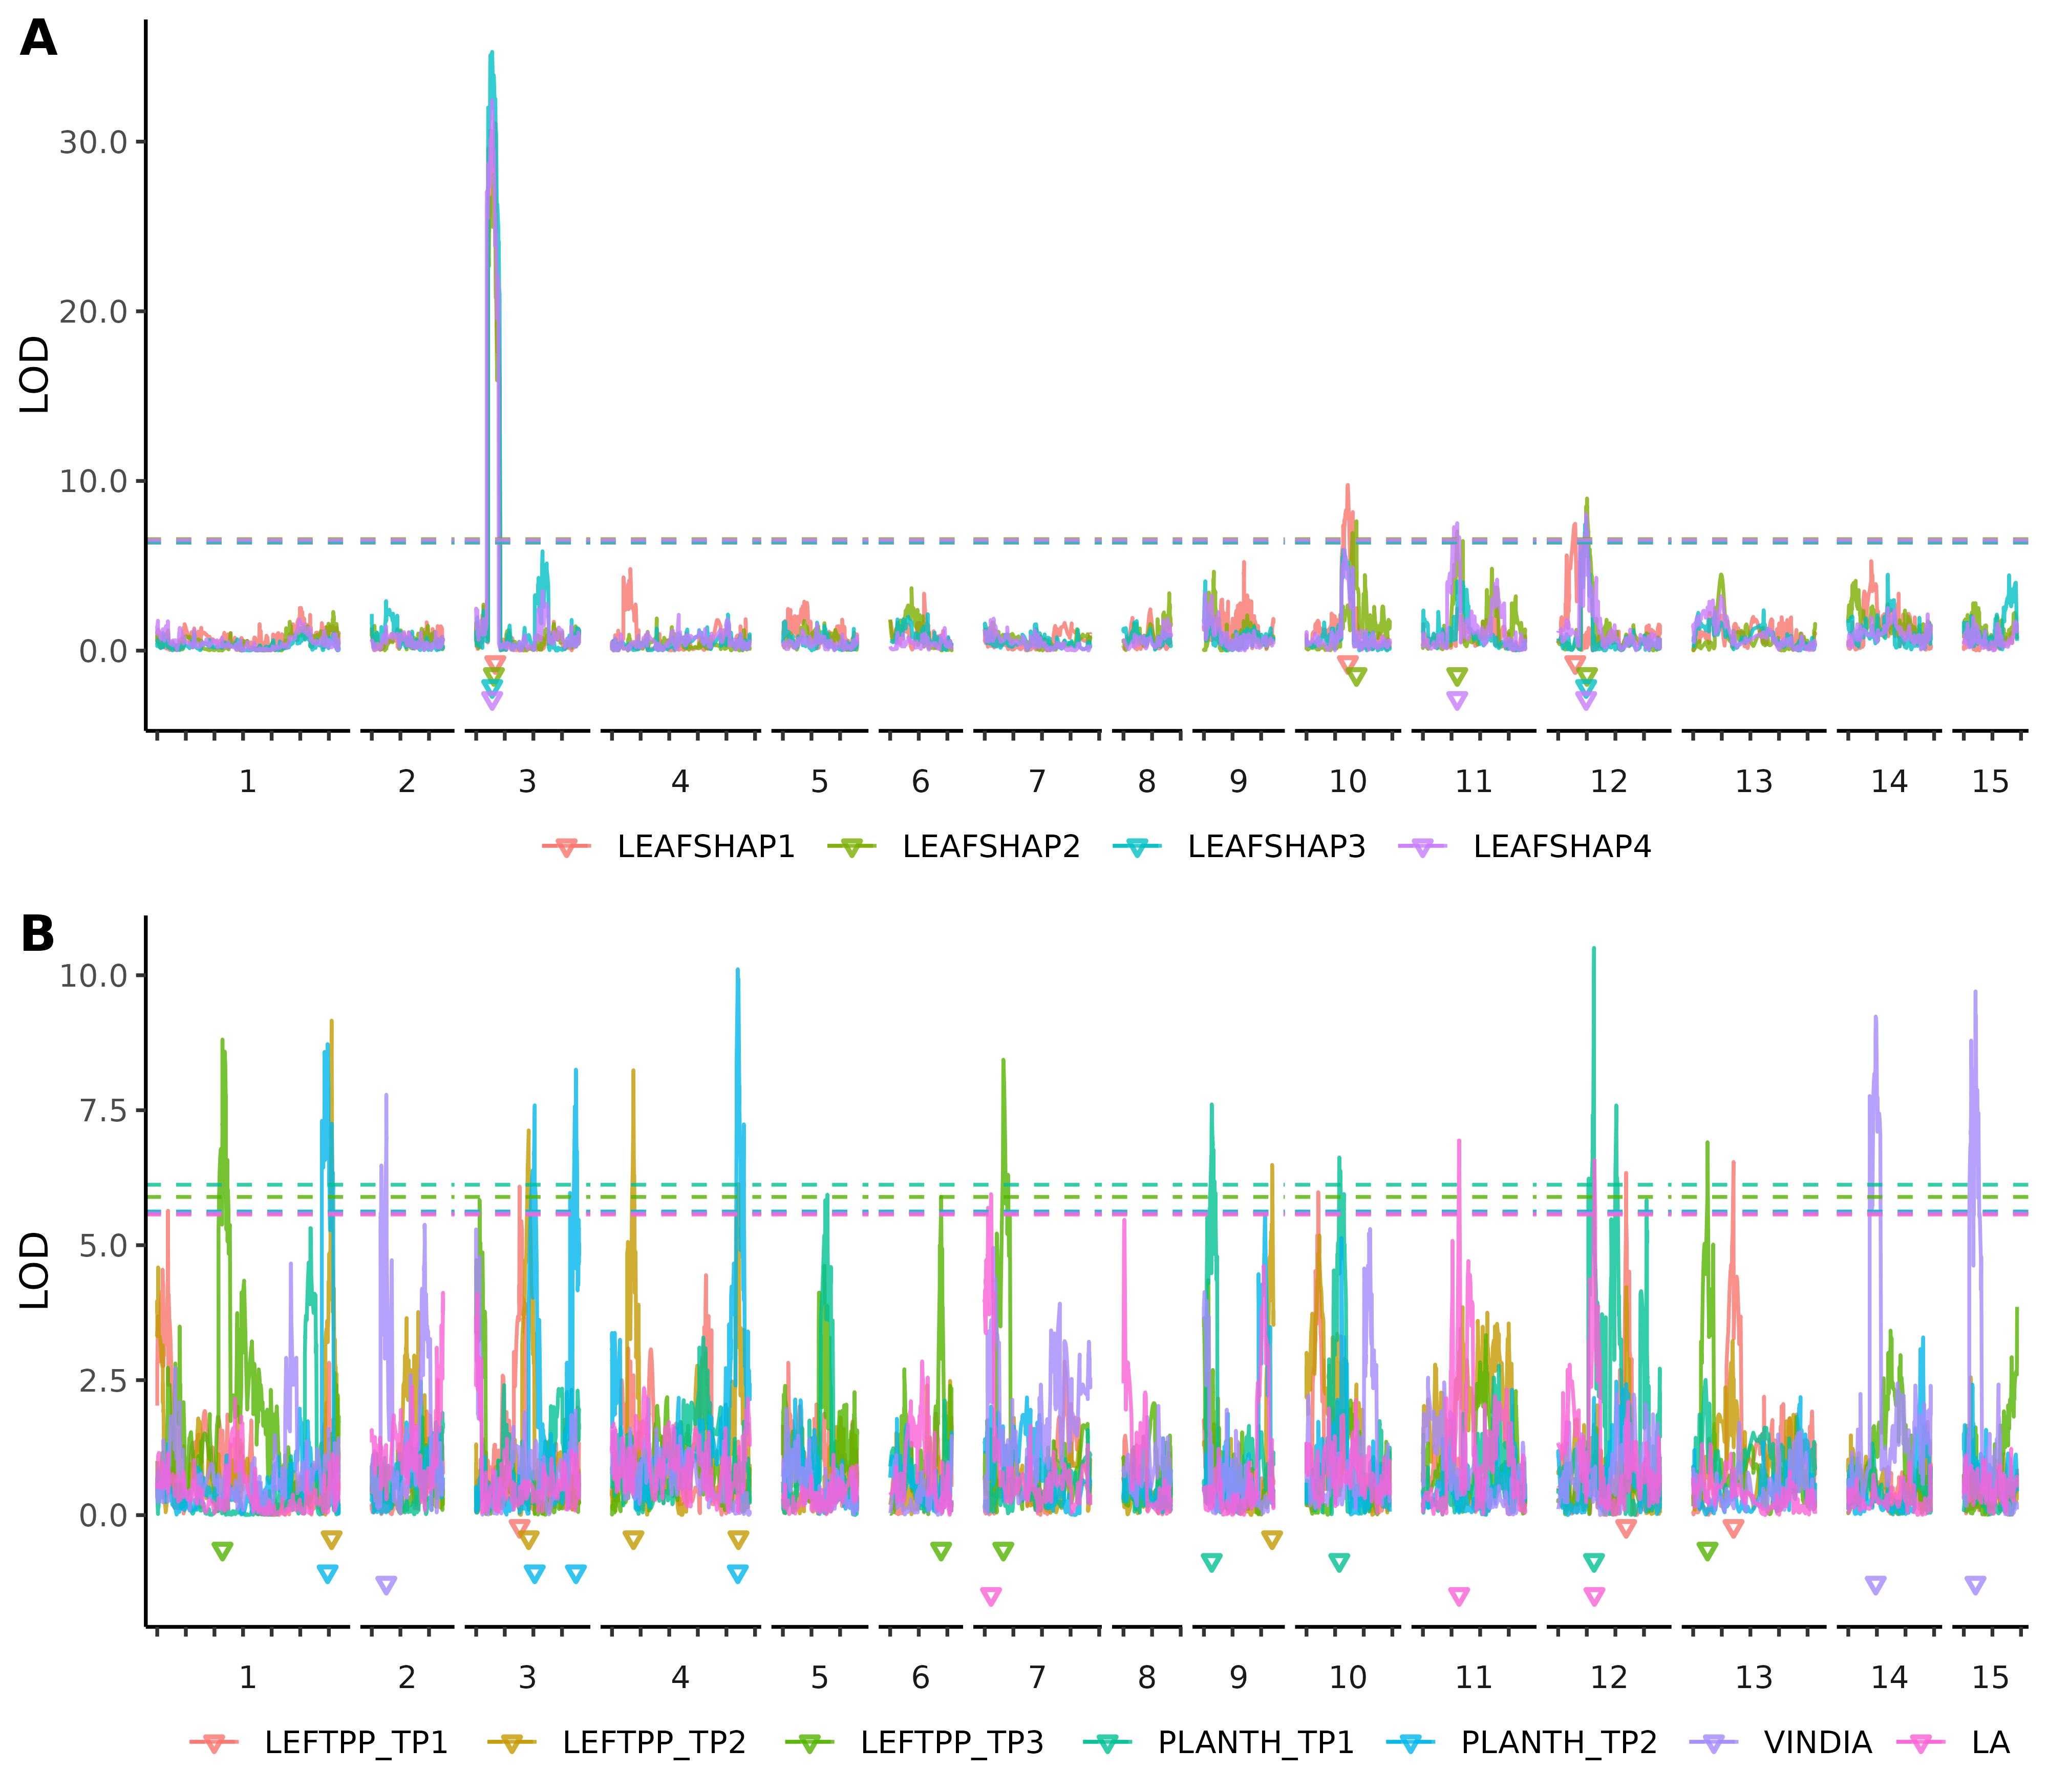 A
LOD
30.0
20.0
10.0
0.0
1 2 3 4 5 6 7 8 9 10 11 12 13 14 15
LEAFSHAP1 LEAFSHAP2 LEAFSHAP3 LEAFSHAP4
B
LOD
10.0
7.5
5.0
2.5
0.0
1 2 3 4 5 6 7 8 9 10 11 12 13 14 15
LEFTPP_TP1 LEFTPP_TP2 LEFTPP_TP3 PLANTH_TP1 PLANTH_TP2 VINDIA LA